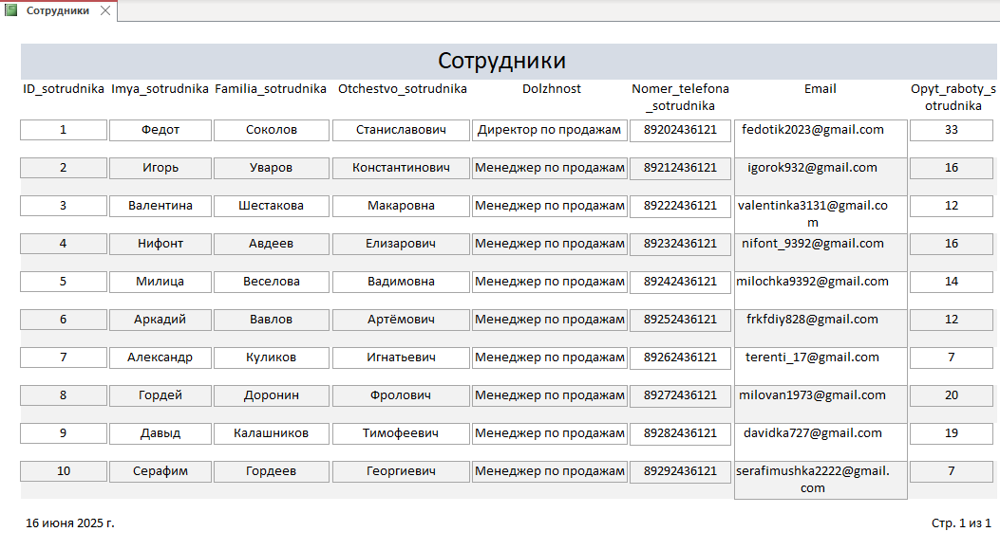 Сотрудники
Сотрудники
ID_sotrudnika Imya_sotrudnika Familia_sotrudnika Otchestvo_sotrudnika Dolzhnost Nomer_telefona Email Opyt_raboty_s
_sotrudnika otrudnika
1 Федот Соколов Станиславович Директор по продажам 89202436121 fedotik2023@gmail.com 33
2 Игорь Уваров Константинович Менеджер по продажам 89212436121 igorok932@gmail.com 16
3 Валентина Шестакова Макаровна Менеджер по продажам 89222436121 valentinka3131@gmail.co 12
m
4 Нифонт Авдеев Елизарович Менеджер по продажам 89232436121 nifont_9392@gmail.com 16
5 Милица Веселова Вадимовна Менеджер по продажам 89242436121 milochka9392@gmail.com 14
6 Аркадий Вавлов Артёмович Менеджер по продажам 89252436121 frkfdiy828@gmail.com 12
7 Александр Куликов Игнатьевич Менеджер по продажам 89262436121 terenti_17@gmail.com 7
8 Гордей Доронин Фролович Менеджер по продажам 89272436121 milovan1973@gmail.com 20
9 Давыд Калашников Тимофеевич Менеджер по продажам 89282436121 davidka727@gmail.com 19
10 Серафим Гордеев Георгиевич Менеджер по продажам 89292436121 serafimushka2222@gmail. 7
com
16 июня 2025 г. Стр. 1 из 1